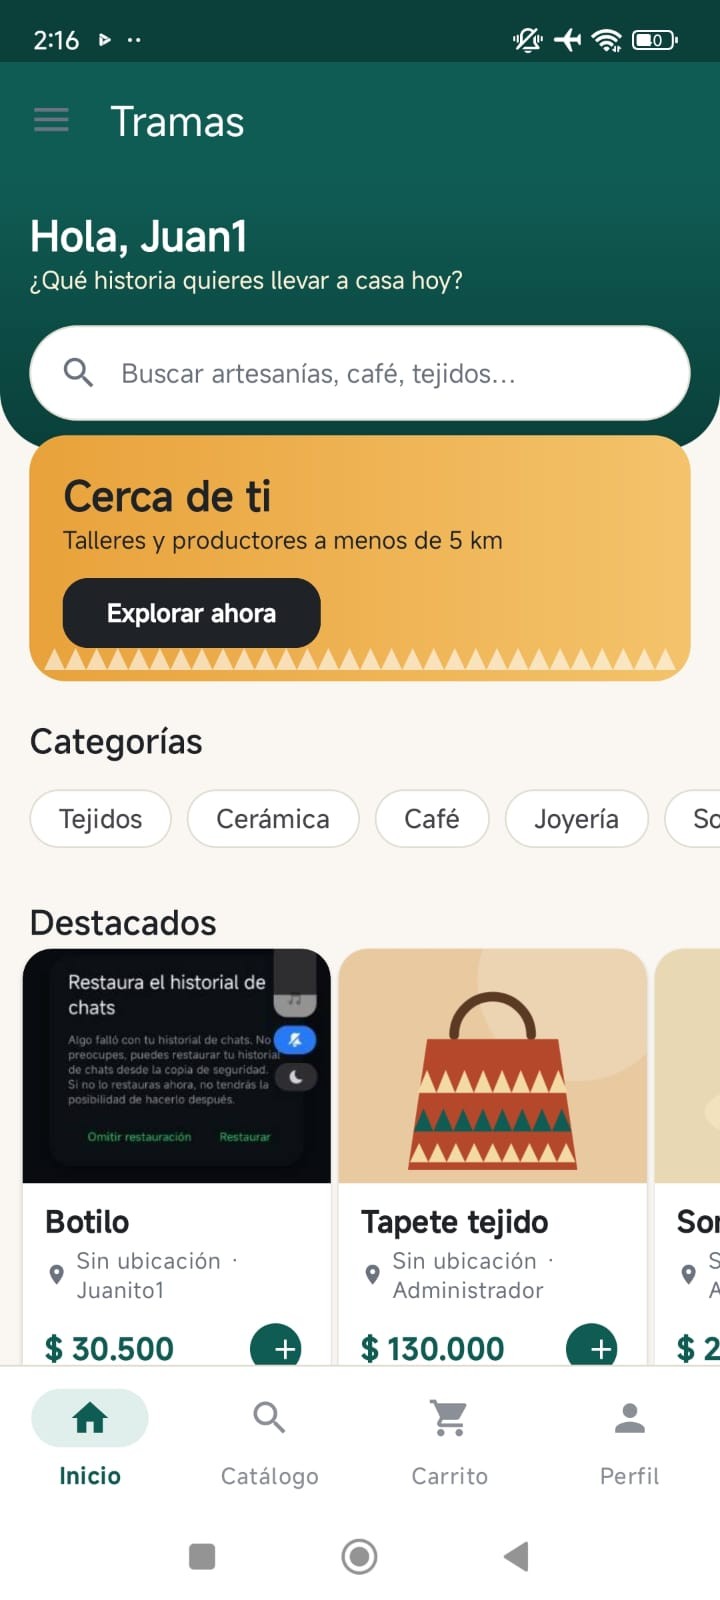 2:16
40
Tramas
Hola, Juan1
¿Qué historia quieres llevar a casa hoy?
Buscar artesanías, café, tejidos...
Cerca de ti
Talleres y productores a menos de 5 km
Explorar ahora
Categorías
Tejidos
Cerámica
Café
Joyería
So
Destacados
Restaura el historial de
chats
Algo falló con tu historial de chats. No
preocupes, puedes restaurar tu historial
de chats desde la copia de seguridad.
Si no lo restauras ahora, no tendrás la
posibilidad de hacerlo después.
Omitir restauración
Restaurar
Botilo
Sin ubicación ·
Juanito1
$ 30.500
+
Tapete tejido
Sin ubicación ·
Administrador
$ 130.000
+
Sor
S
A
$ 2
Inicio
Catálogo
Carrito
Perfil